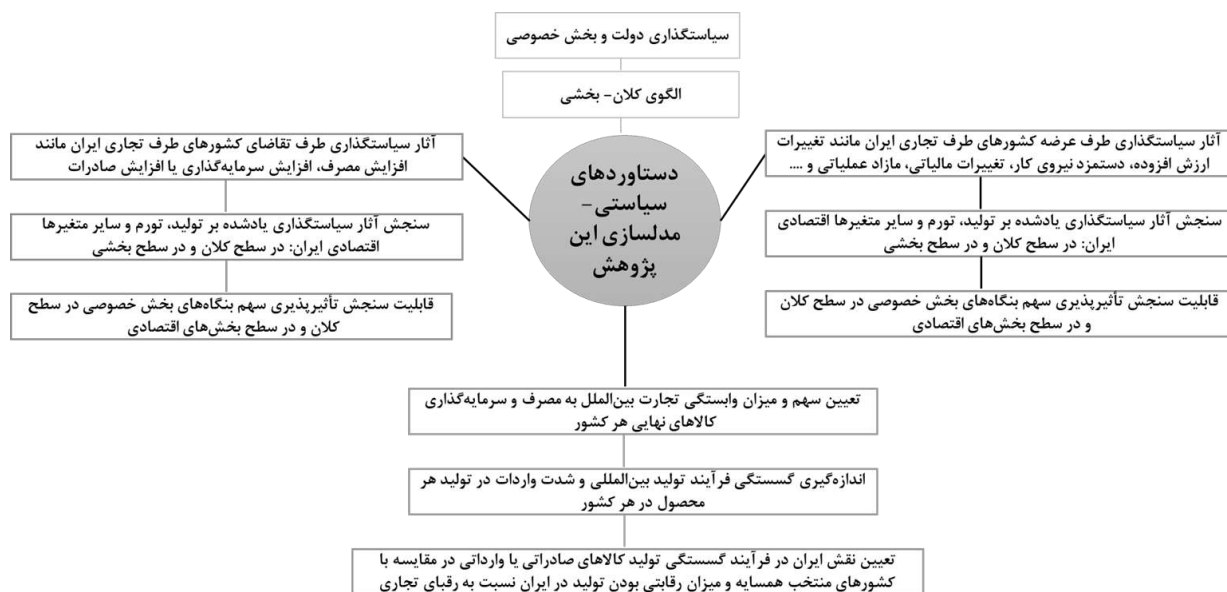 سیاستگذاری دولت و بخش خصوصی
الگوی کلان- بخشی
دستاوردهای
سیاستی-
مدلسازی این
پژوهش
آثار سیاستگذاری طرف عرضه کشورهای طرف تجاری ایران مانند تغییرات
ارزش افزوده، دستمزد نیروی کار، تغییرات مالیاتی، مازاد عملیاتی و ....
سنجش آثار سیاستگذاری یادشده بر تولید، تورم و سایر متغیرها اقتصادی
ایران: در سطح کلان و در سطح بخشی
قابلیت سنجش تأثیرپذیری سهم بنگاه‌های بخش خصوصی در سطح کلان
و در سطح بخش‌های اقتصادی
آثار سیاستگذاری طرف تقاضای کشورهای طرف تجاری ایران مانند
افزایش مصرف، افزایش سرمایه‌گذاری یا افزایش صادرات
سنجش آثار سیاستگذاری یادشده بر تولید، تورم و سایر متغیرها
اقتصادی ایران: در سطح کلان و در سطح بخشی
قابلیت سنجش تأثیرپذیری سهم بنگاه‌های بخش خصوصی در سطح
کلان و در سطح بخش‌های اقتصادی
تعیین سهم و میزان وابستگی تجارت بین‌الملل به مصرف و سرمایه‌گذاری
کالاهای نهایی هر کشور
اندازه‌گیری گسستگی فرآیند تولید بین‌المللی و شدت واردات در تولید هر
محصول در هر کشور
تعیین نقش ایران در فرآیند گسستگی تولید کالاهای صادراتی یا وارداتی در مقایسه با
کشورهای منتخب همسایه و میزان رقابتی بودن تولید در ایران نسبت به رقبای تجاری